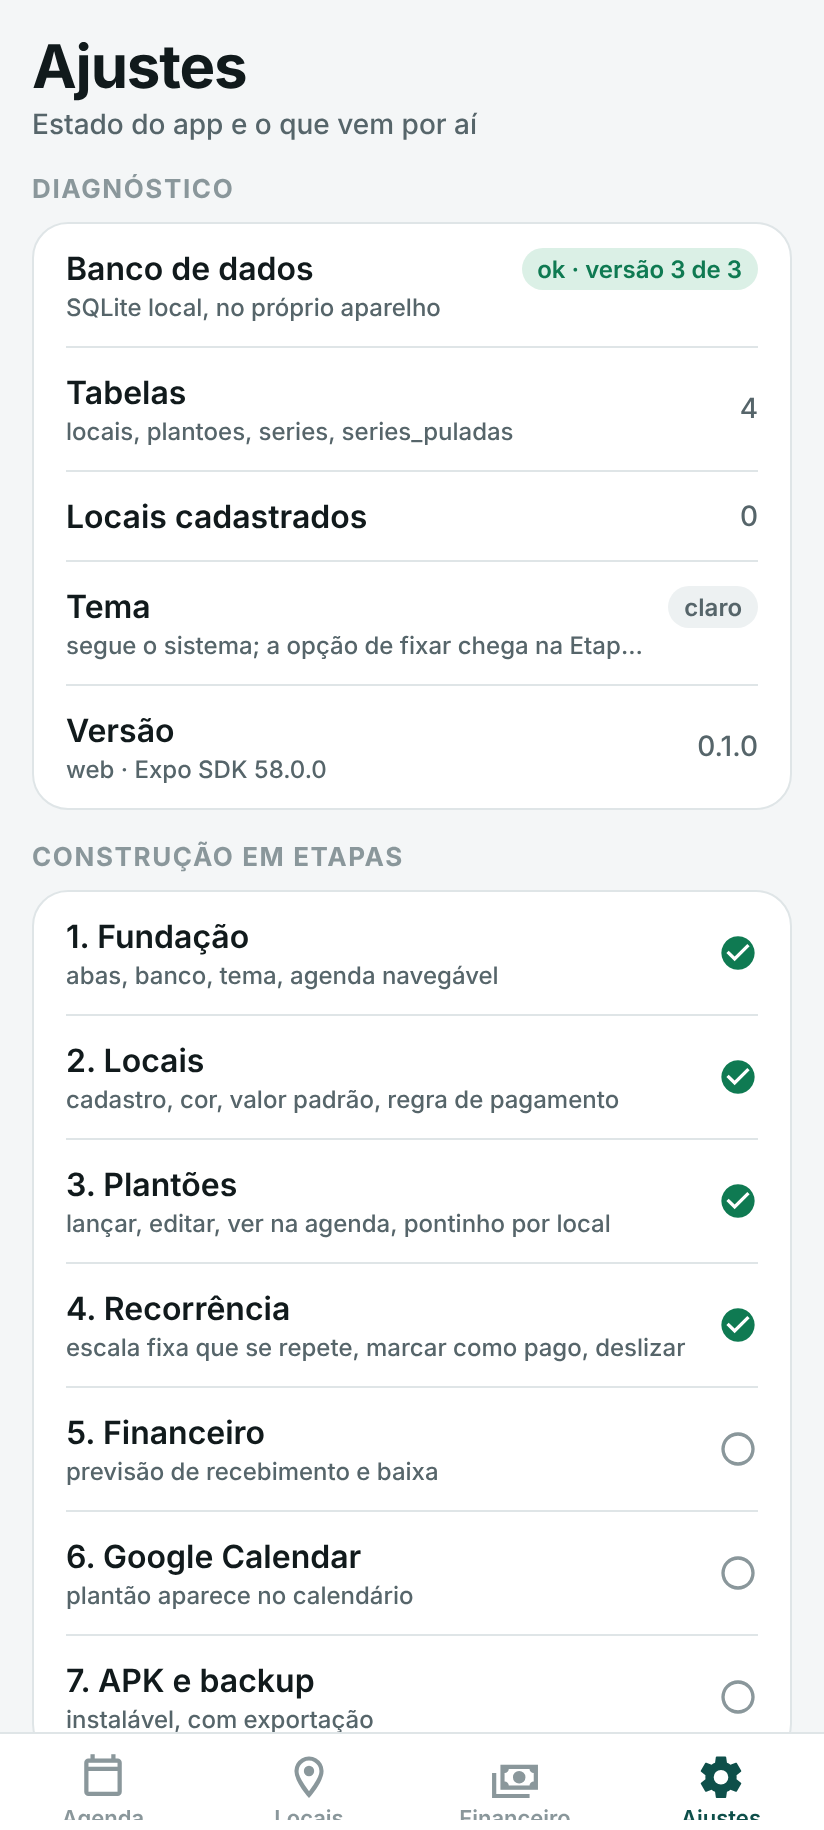 Ajustes
Estado do app e o que vem por aí
DIAGNÓSTICO
Banco de dados
ok · versão 3 de 3
SQLite local, no próprio aparelho
Tabelas
4
locais, plantoes, series, series_puladas
Locais cadastrados
0
Tema
claro
segue o sistema; a opção de fixar chega na Etap...
Versão
0.1.0
web · Expo SDK 58.0.0
CONSTRUÇÃO EM ETAPAS
1. Fundação
abas, banco, tema, agenda navegável
2. Locais
cadastro, cor, valor padrão, regra de pagamento
3. Plantões
lançar, editar, ver na agenda, pontinho por local
4. Recorrência
escala fixa que se repete, marcar como pago, deslizar
5. Financeiro
previsão de recebimento e baixa
6. Google Calendar
plantão aparece no calendário
7. APK e backup
instalável, com exportação
Agenda
Locais
Financeiro
Ajustes